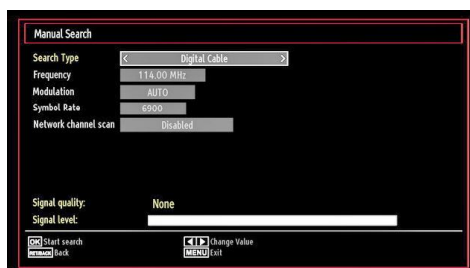 Manual Search
Search Type < Digital Cable >
Frequency 114.00 MHz
Modulation AUTO
Symbol Rate 6900
Network channel scan Disabled
Signal quality: None
Signal level:
OK Start search ◀ ▶ Change Value
Back MENU Exit